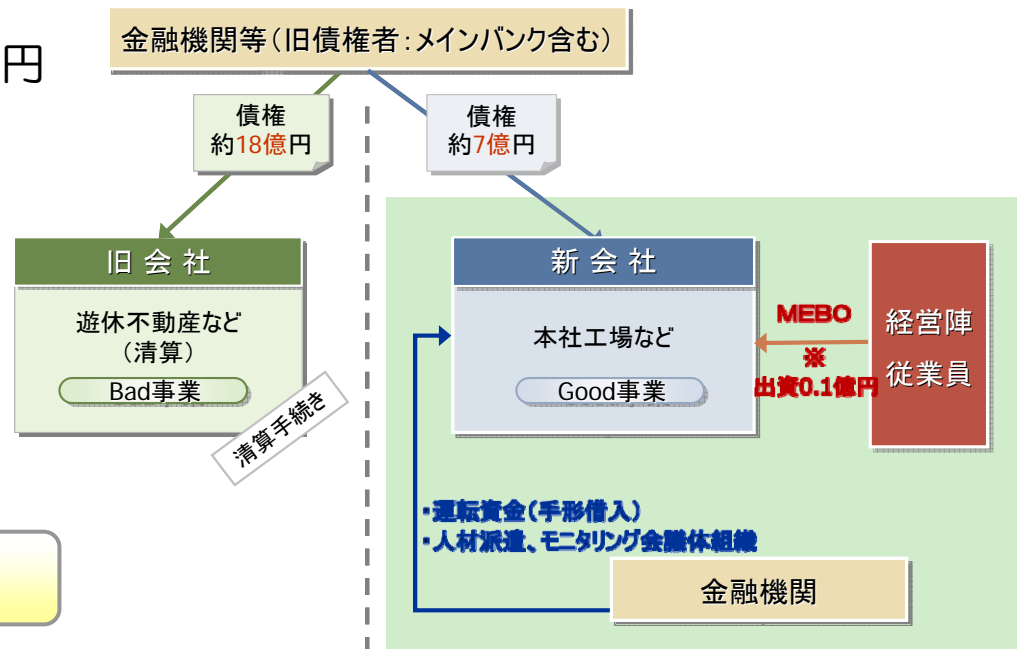 円
金融機関等（旧債権者：メインバンク含む）
債権
約18億円
債権
約7億円
旧 会 社
遊休不動産など
（清算）
Bad事業
清算手続き
新 会 社
本社工場など
Good事業
MEBO
※
出資0.1億円
経営陣
従業員
・運転資金（手形借入）
・人材派遣、モニタリング会議体組織
金融機関